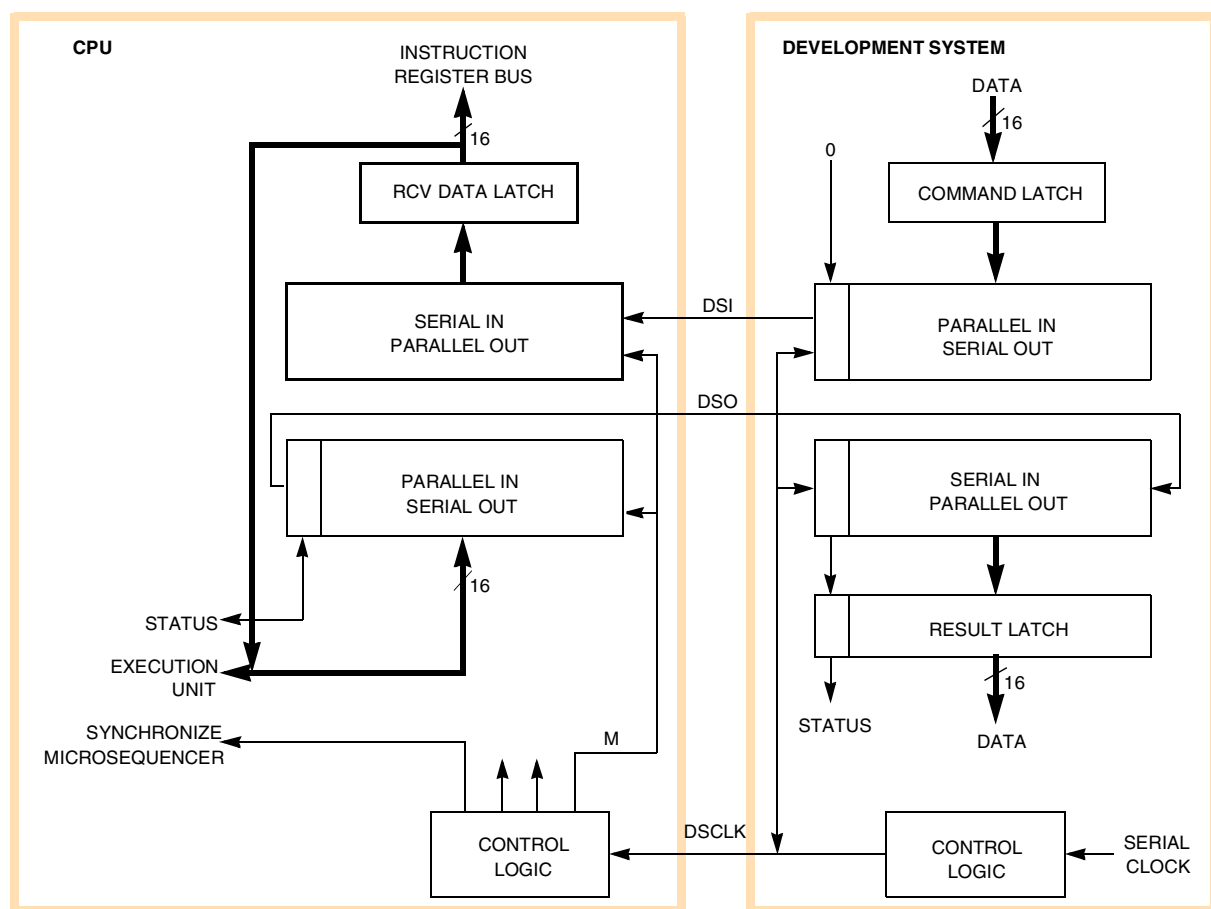 CPU
DEVELOPMENT SYSTEM
INSTRUCTION
REGISTER BUS
16
RCV DATA LATCH
SERIAL IN
PARALLEL OUT
PARALLEL IN
SERIAL OUT
16
STATUS
EXECUTION
UNIT
SYNCHRONIZE
MICROSEQUENCER
M
CONTROL
LOGIC
DSI
DSO
DSCLK
DATA
16
0
COMMAND LATCH
PARALLEL IN
SERIAL OUT
SERIAL IN
PARALLEL OUT
RESULT LATCH
16
STATUS
DATA
CONTROL
LOGIC
SERIAL
CLOCK